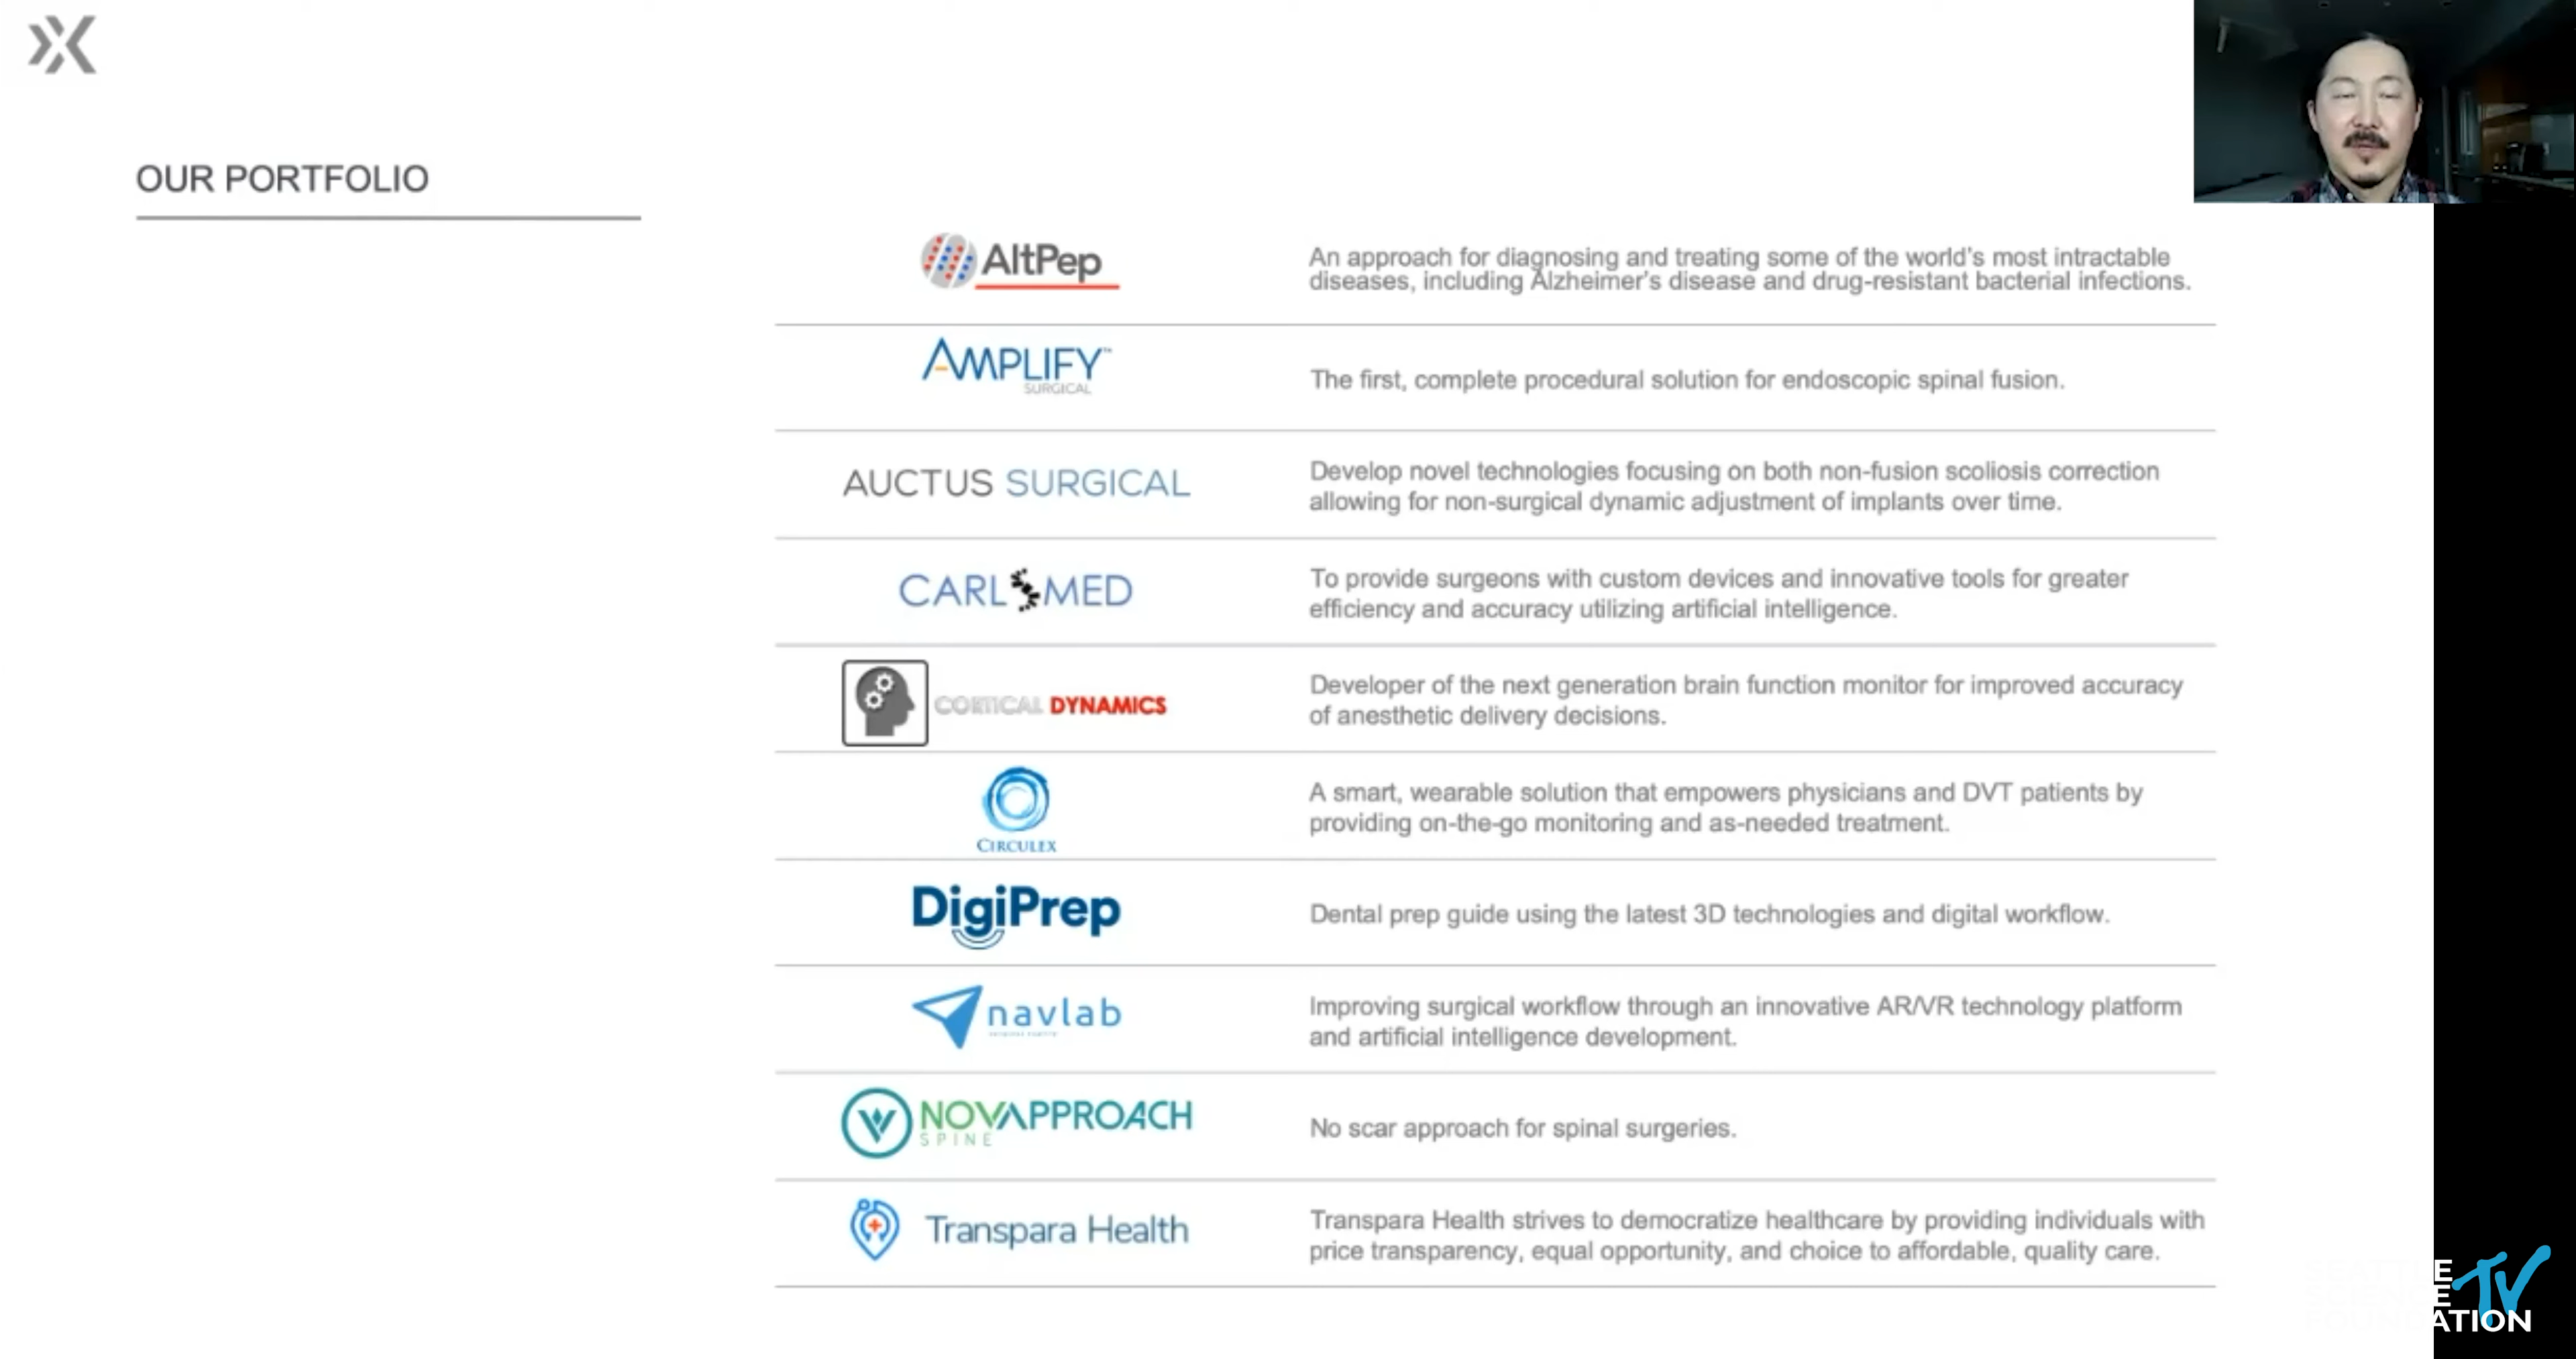 OUR PORTFOLIO
AltPep
An approach for diagnosing and treating some of the world's most intractable
diseases, including Alzheimer's disease and drug-resistant bacterial infections.
AMPLIFY™
SURGICAL
The first, complete procedural solution for endoscopic spinal fusion.
AUCTUS SURGICAL
Develop novel technologies focusing on both non-fusion scoliosis correction
allowing for non-surgical dynamic adjustment of implants over time.
CARLSMED
To provide surgeons with custom devices and innovative tools for greater
efficiency and accuracy utilizing artificial intelligence.
CORTICAL DYNAMICS
Developer of the next generation brain function monitor for improved accuracy
of anesthetic delivery decisions.
CIRCULEX
A smart, wearable solution that empowers physicians and DVT patients by
providing on-the-go monitoring and as-needed treatment.
DigiPrep
Dental prep guide using the latest 3D technologies and digital workflow.
navlab
Improving surgical workflow through an innovative AR/VR technology platform
and artificial intelligence development.
NOVAPPROACH
SPINE
No scar approach for spinal surgeries.
Transpara Health
Transpara Health strives to democratize healthcare by providing individuals with
price transparency, equal opportunity, and choice to affordable, quality care.
SEATTLE
SCIENCE
FOUNDATION
TV